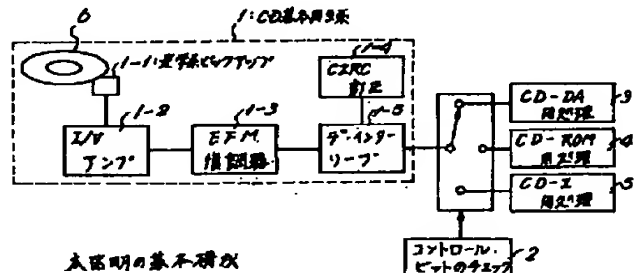 0
1:CD基本再生系
1-1:光学系ピックアップ
1-4
CIRC
訂正
1-2
I/V
アンプ
1-3
EFM
復調器
1-5
デ・インター
リーブ
CD-DA
用処理
3
CD-ROM
用処理
4
CD-I
用処理
5
コントロール・
ビットのチェック
2
本発明の基本構成